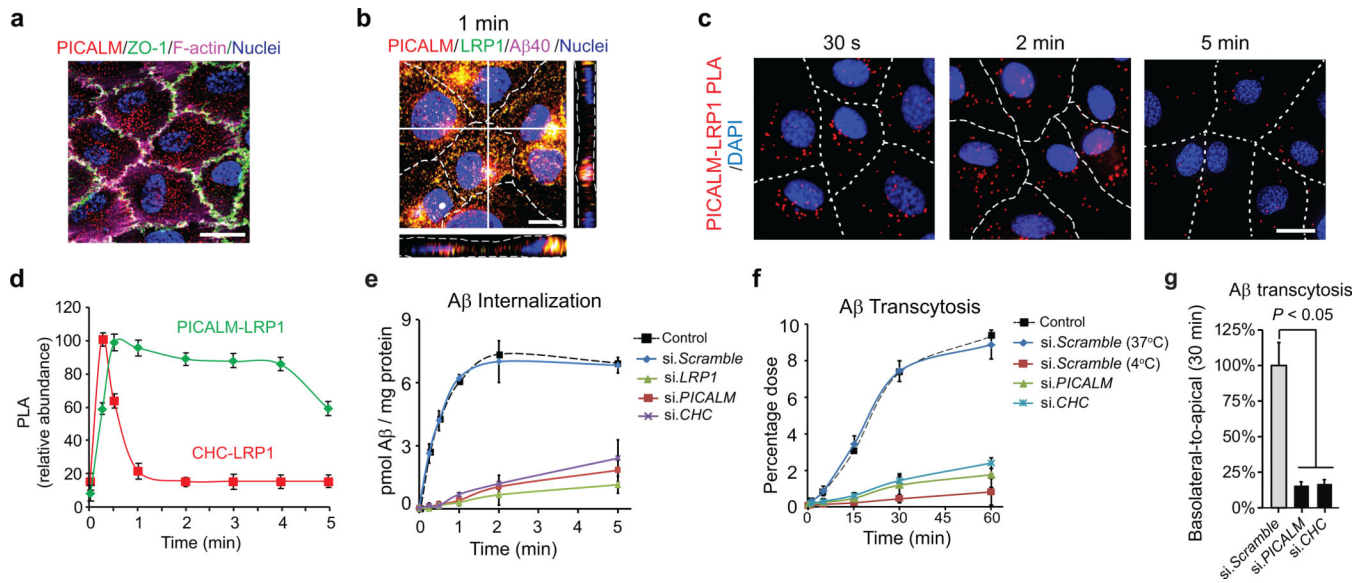 a
PICALM/ZO-1/F-actin/Nuclei
b
1 min
PICALM/LRP1/Aβ40 /Nuclei
c
30 s
2 min
5 min
PICALM-LRP1 PLA
/DAPI
d
PLA
(relative abundance)
120
100
80
60
40
20
0
PICALM-LRP1
CHC-LRP1
0 1 2 3 4 5
Time (min)
e
Aβ Internalization
pmol Aβ / mg protein
9
6
3
0
Control
si.Scramble
si.LRP1
si.PICALM
si.CHC
0 1 2 3 4 5
Time (min)
f
Aβ Transcytosis
Percentage dose
10
8
6
4
2
0
Control
si.Scramble (37°C)
si.Scramble (4°C)
si.PICALM
si.CHC
0 15 30 45 60
Time (min)
g
Aβ transcytosis
P < 0.05
Basolateral-to-apical (30 min)
125%
100%
75%
50%
25%
0%
si.Scramble
si.PICALM
si.CHC